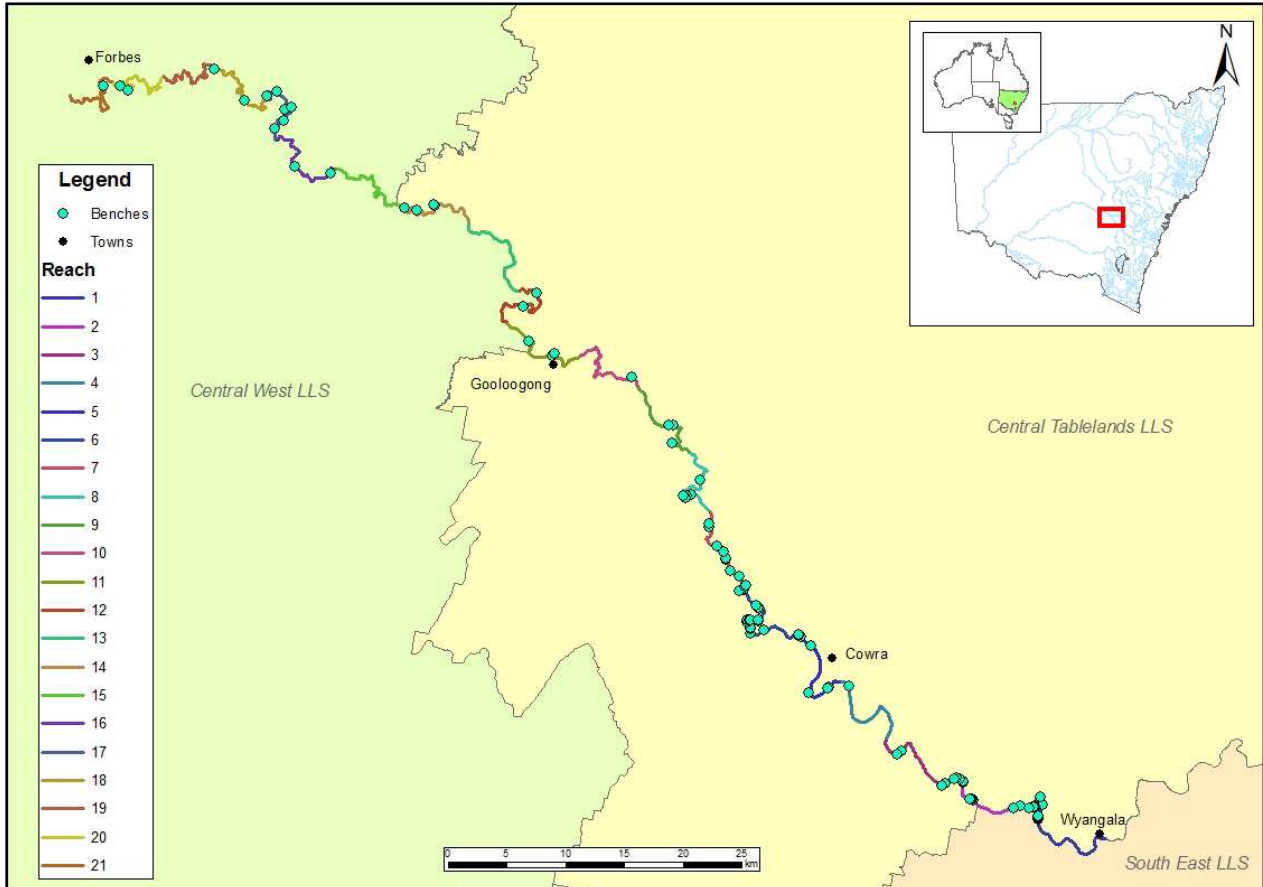 Forbes
N
Legend
Benches
Towns
Reach
1
2
3
4
5
6
7
8
9
10
11
12
13
14
15
16
17
18
19
20
21
Central West LLS
Gooloogong
Central Tablelands LLS
Cowra
Wyangala
South East LLS
0 5 10 15 20 25
km